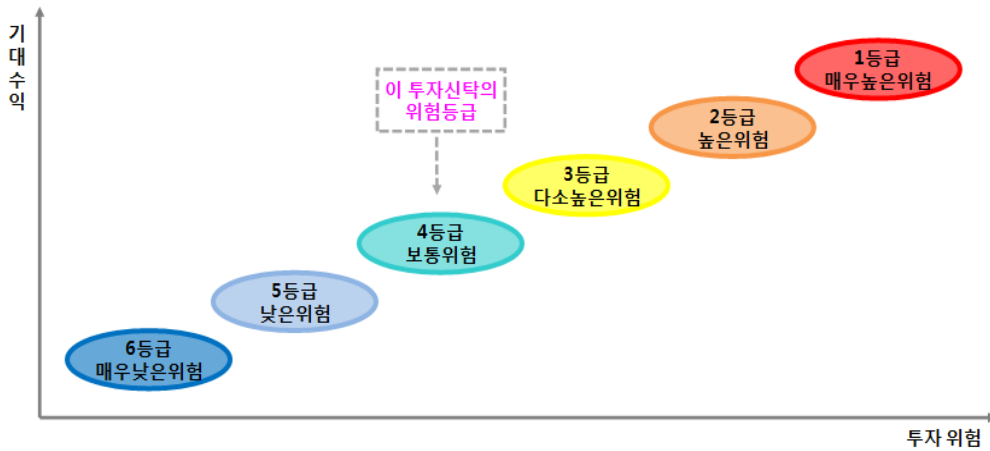 기
대
수
익
이 투자신탁의
위험등급
1등급
매우높은위험
2등급
높은위험
3등급
다소높은위험
4등급
보통위험
5등급
낮은위험
6등급
매우낮은위험
투자 위험